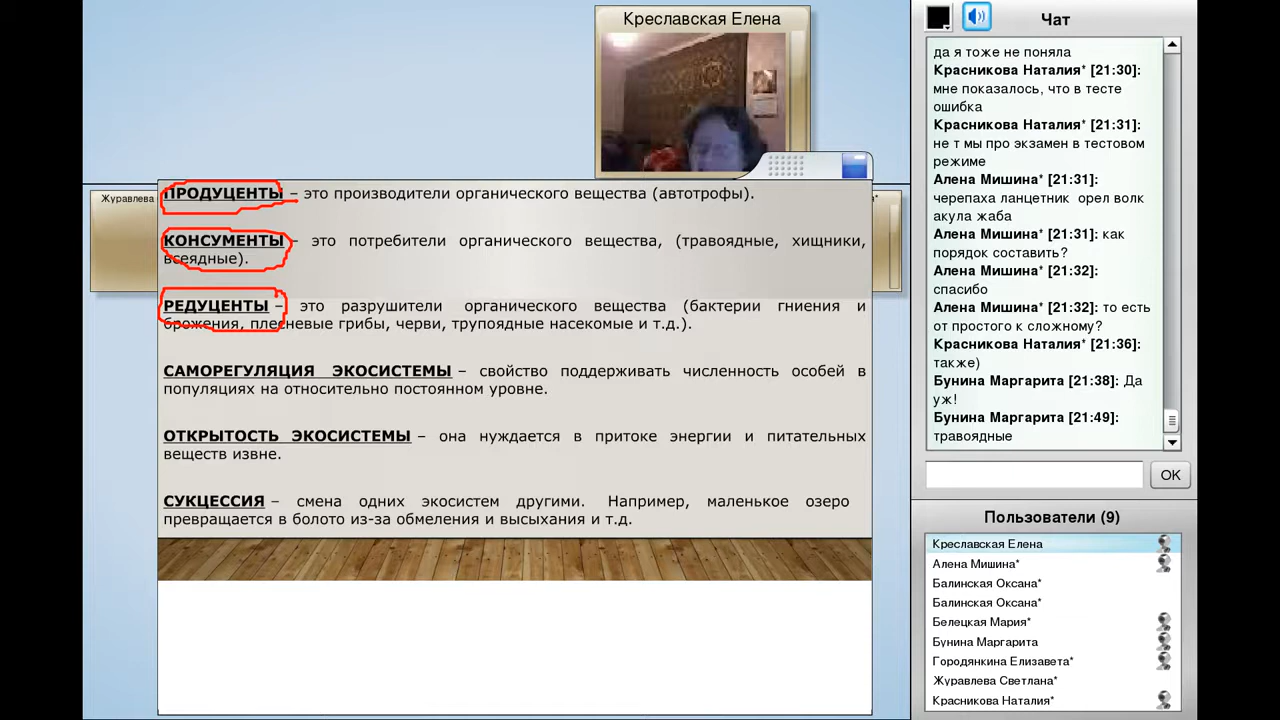 Креславская Елена
Журавлева
ПРОДУЦЕНТЫ – это производители органического вещества (автотрофы).
КОНСУМЕНТЫ – это потребители органического вещества, (травоядные, хищники,
всеядные).
РЕДУЦЕНТЫ – это разрушители органического вещества (бактерии гниения и
брожения, плесневые грибы, черви, трупоядные насекомые и т.д.).
САМОРЕГУЛЯЦИЯ ЭКОСИСТЕМЫ – свойство поддерживать численность особей в
популяциях на относительно постоянном уровне.
ОТКРЫТОСТЬ ЭКОСИСТЕМЫ – она нуждается в притоке энергии и питательных
веществ извне.
СУКЦЕССИЯ – смена одних экосистем другими. Например, маленькое озеро
превращается в болото из-за обмеления и высыхания и т.д.
Чат
да я тоже не поняла
Красникова Наталия* [21:30]:
мне показалось, что в тесте
ошибка
Красникова Наталия* [21:31]:
не т мы про экзамен в тестовом
режиме
Алена Мишина* [21:31]:
черепаха ланцетник орел волк
акула жаба
Алена Мишина* [21:31]: как
порядок составить?
Алена Мишина* [21:32]:
спасибо
Алена Мишина* [21:32]: то есть
от простого к сложному?
Красникова Наталия* [21:36]:
также)
Бунина Маргарита [21:38]: Да
уж!
Бунина Маргарита [21:49]:
травоядные
OK
Пользователи (9)
Креславская Елена
Алена Мишина*
Балинская Оксана*
Балинская Оксана*
Белецкая Мария*
Бунина Маргарита
Городянкина Елизавета*
Журавлева Светлана*
Красникова Наталия*